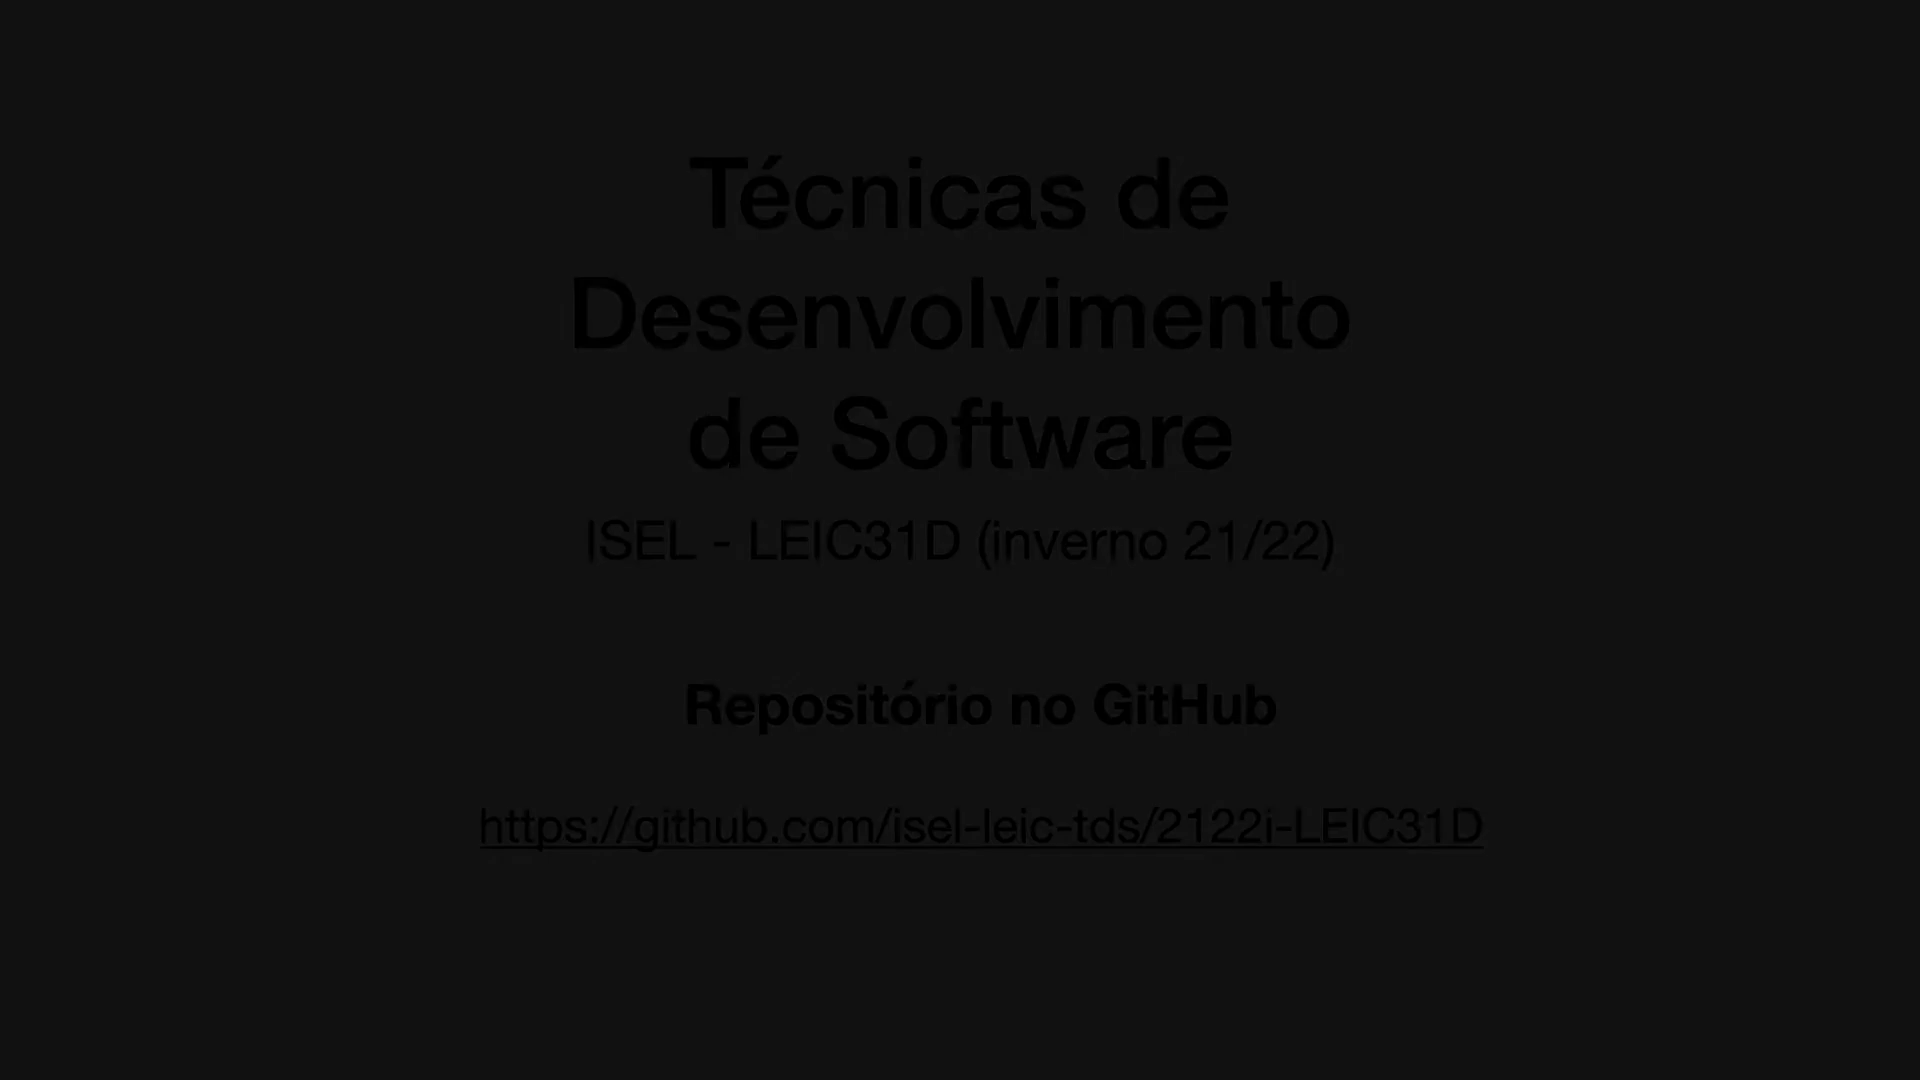 Técnicas de
Desenvolvimento
de Software
ISEL - LEIC31D (inverno 21/22)
Repositório no GitHub
https://github.com/isel-leic-tds/2122i-LEIC31D